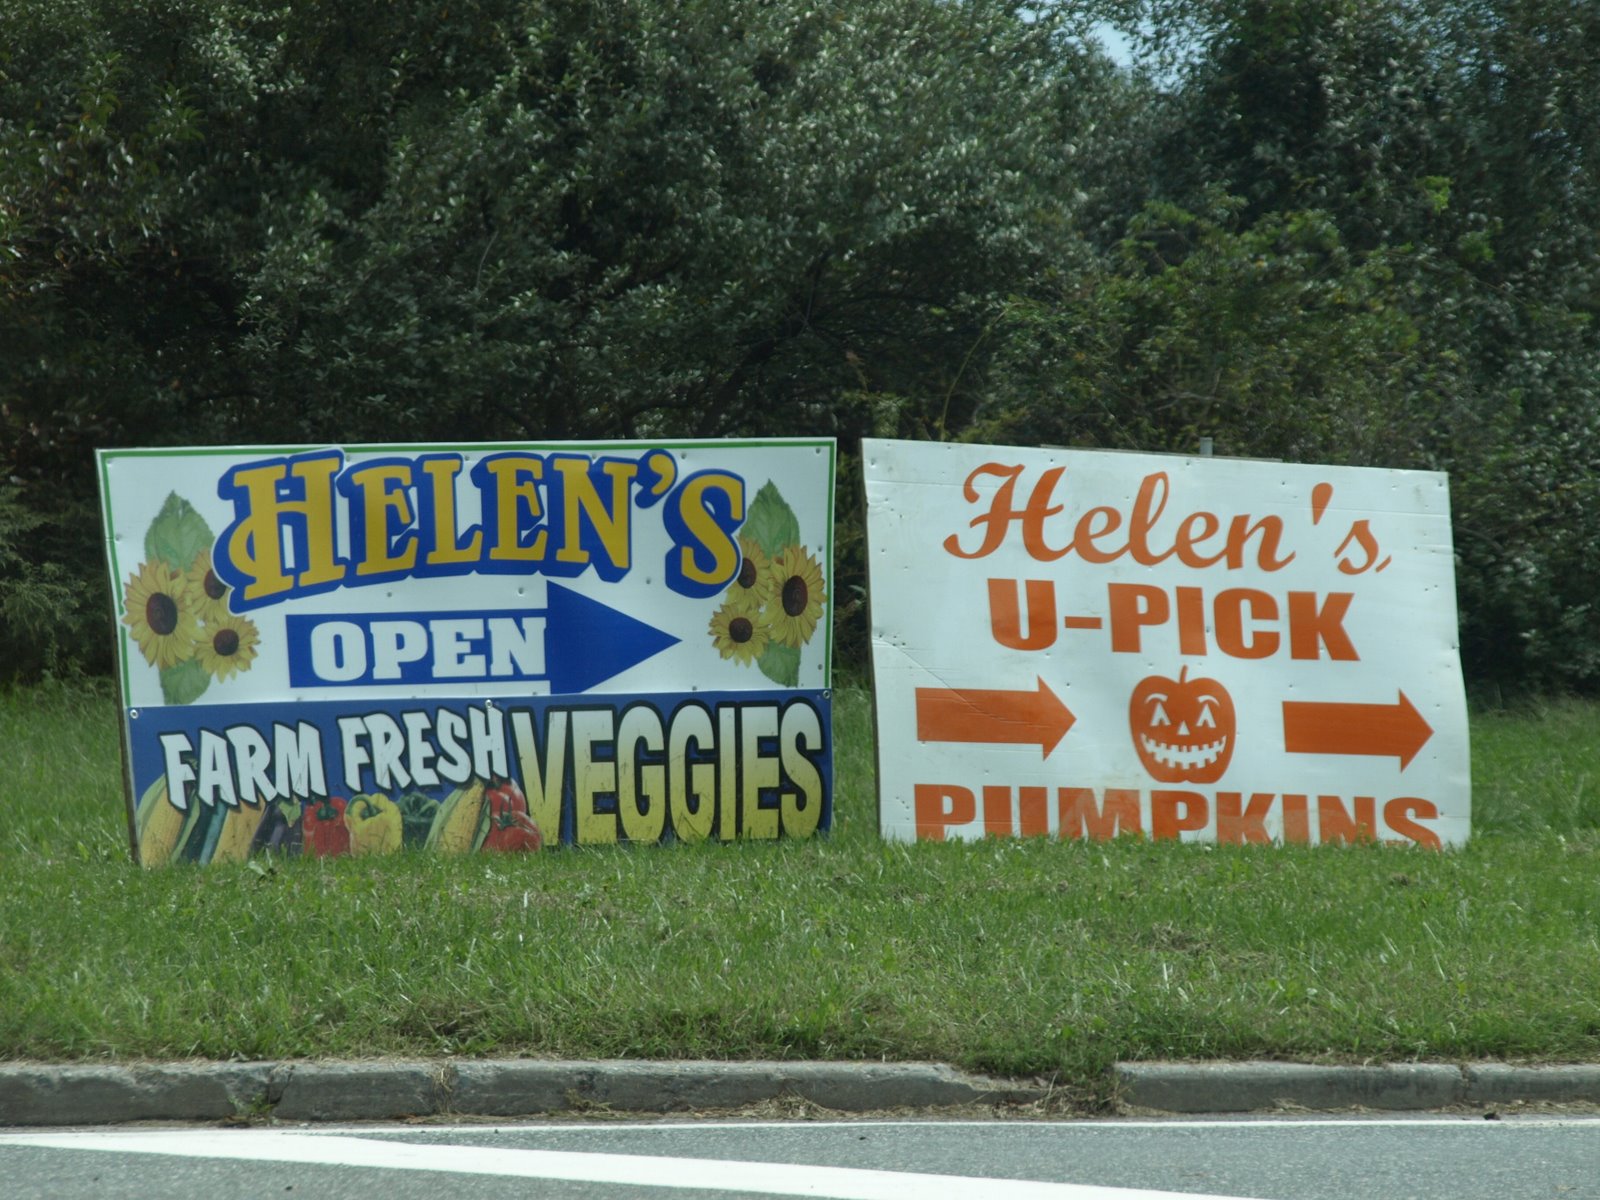 HELEN'S
OPEN
FARM FRESH VEGGIES
Helen's
U-PICK
PUMPKINS